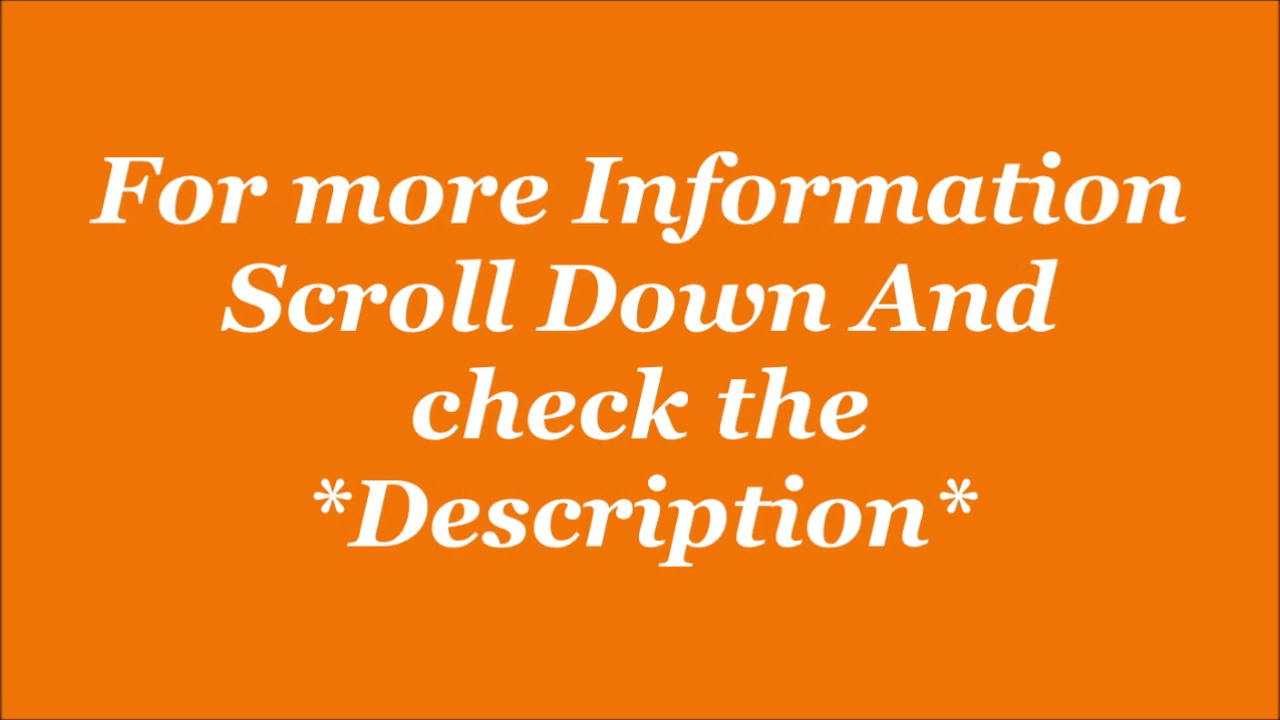 For more Information
Scroll Down And
check the
*Description*